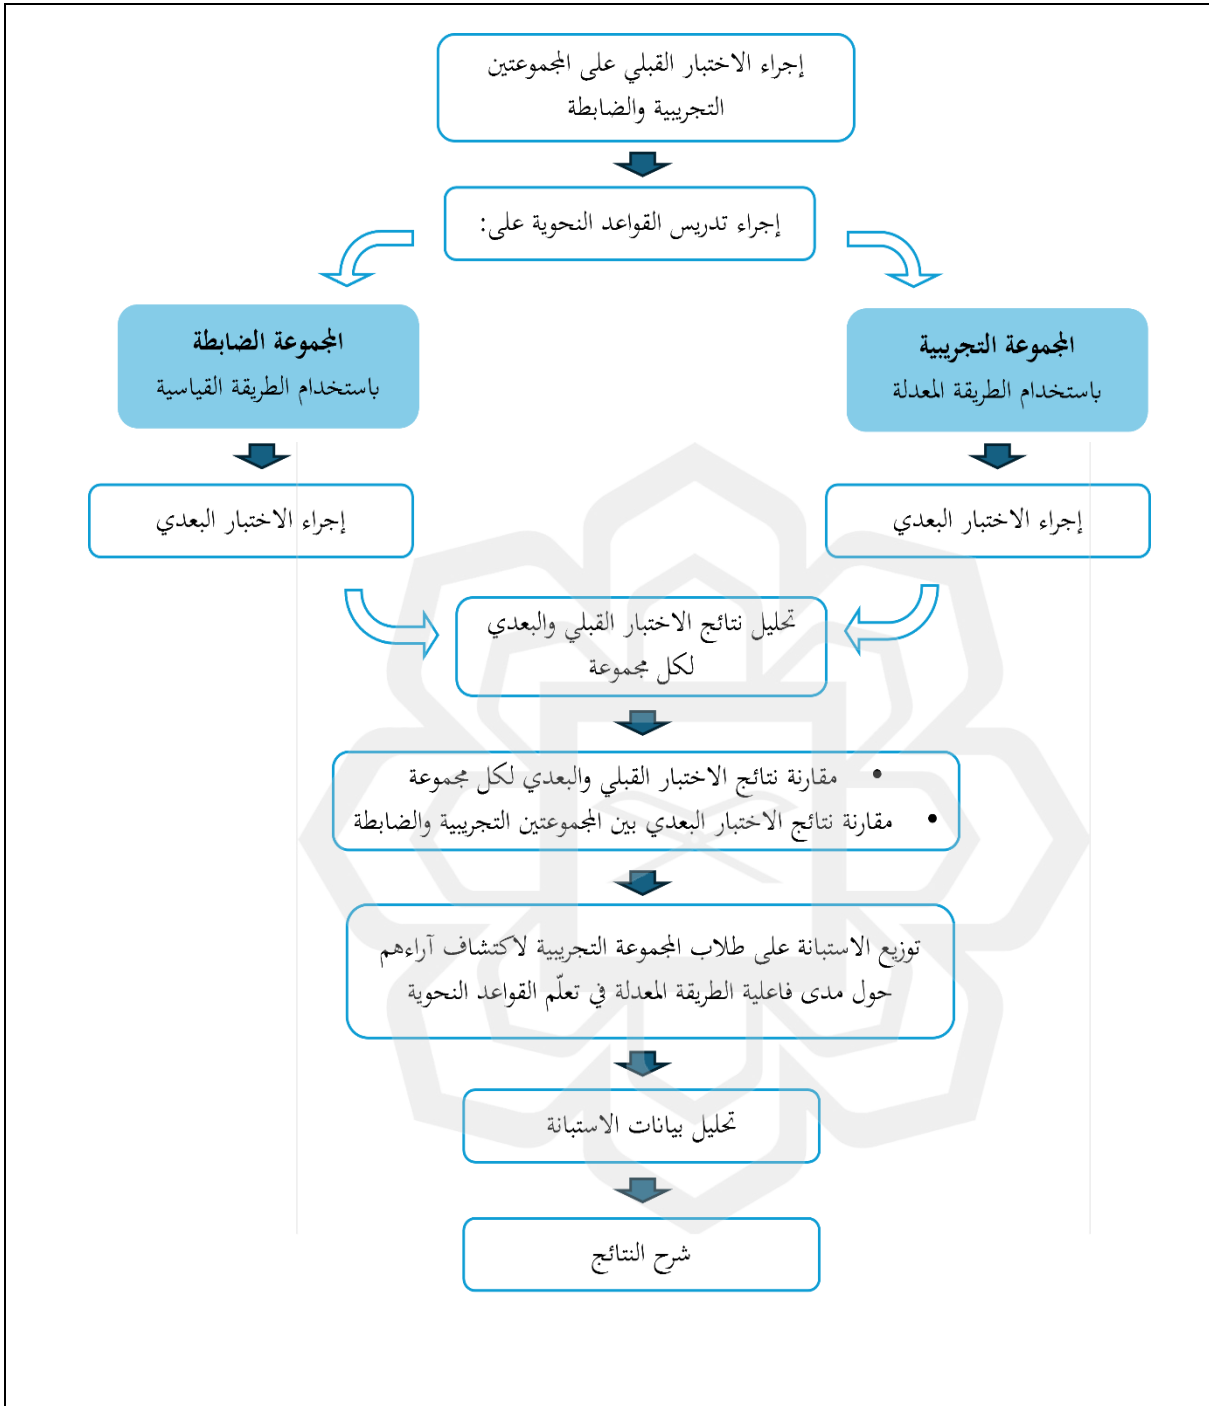 إجراء الاختبار القبلي على المجموعتين
التجريبية والضابطة
إجراء تدريس القواعد النحوية على:
المجموعة التجريبية
باستخدام الطريقة المعدلة
المجموعة الضابطة
باستخدام الطريقة القياسية
إجراء الاختبار البعدي
إجراء الاختبار البعدي
تحليل نتائج الاختبار القبلي والبعدي
لكل مجموعة
• مقارنة نتائج الاختبار القبلي والبعدي لكل مجموعة
• مقارنة نتائج الاختبار البعدي بين المجموعتين التجريبية والضابطة
توزيع الاستبانة على طلاب المجموعة التجريبية لاكتشاف آراءهم
حول مدى فاعلية الطريقة المعدلة في تعلّم القواعد النحوية
تحليل بيانات الاستبانة
شرح النتائج